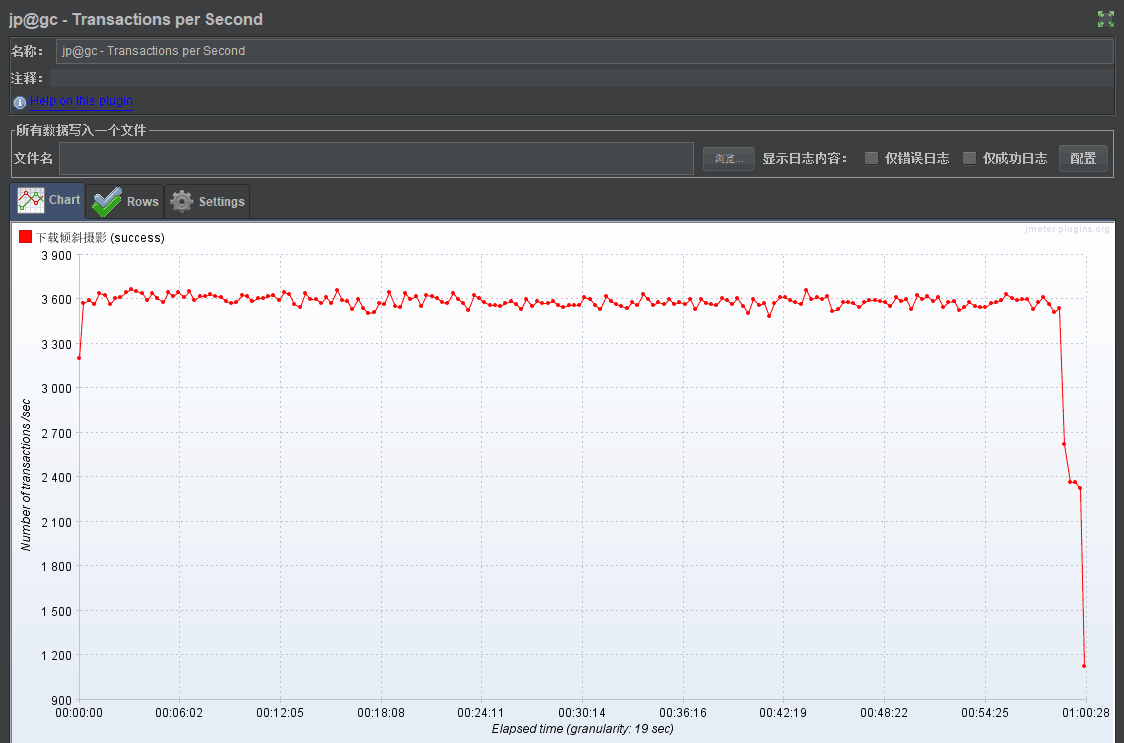 jp@gc - Transactions per Second
名称： jp@gc - Transactions per Second
注释：
Help on this plugin
所有数据写入一个文件
文件名 浏览... 显示日志内容： 仅错误日志 仅成功日志 配置
Chart Rows Settings
jmeter-plugins.org
下载倾斜摄影 (success)
3 900
3 600
3 300
3 000
2 700
2 400
2 100
1 800
1 500
1 200
900
Number of transactions /sec
00:00:00 00:06:02 00:12:05 00:18:08 00:24:11 00:30:14 00:36:16 00:42:19 00:48:22 00:54:25 01:00:28
Elapsed time (granularity: 19 sec)